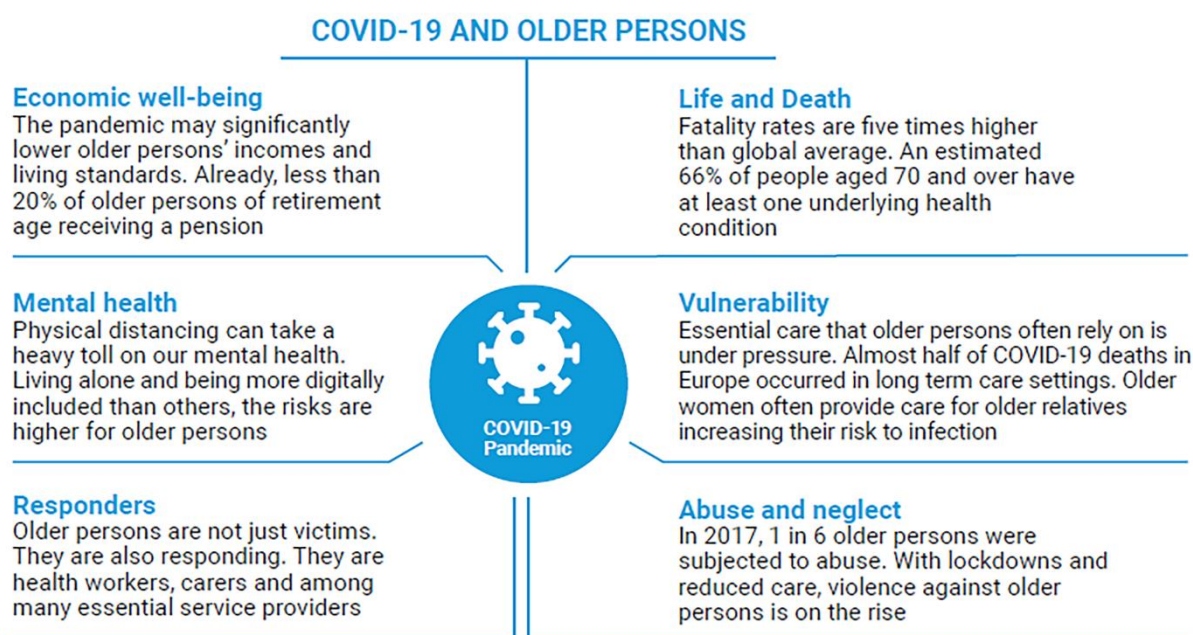 COVID-19 AND OLDER PERSONS
Economic well-being
The pandemic may significantly
lower older persons' incomes and
living standards. Already, less than
20% of older persons of retirement
age receiving a pension
Life and Death
Fatality rates are five times higher
than global average. An estimated
66% of people aged 70 and over have
at least one underlying health
condition
Mental health
Physical distancing can take a
heavy toll on our mental health.
Living alone and being more digitally
included than others, the risks are
higher for older persons
COVID-19
Pandemic
Vulnerability
Essential care that older persons often rely on is
under pressure. Almost half of COVID-19 deaths in
Europe occurred in long term care settings. Older
women often provide care for older relatives
increasing their risk to infection
Responders
Older persons are not just victims.
They are also responding. They are
health workers, carers and among
many essential service providers
Abuse and neglect
In 2017, 1 in 6 older persons were
subjected to abuse. With lockdowns and
reduced care, violence against older
persons is on the rise